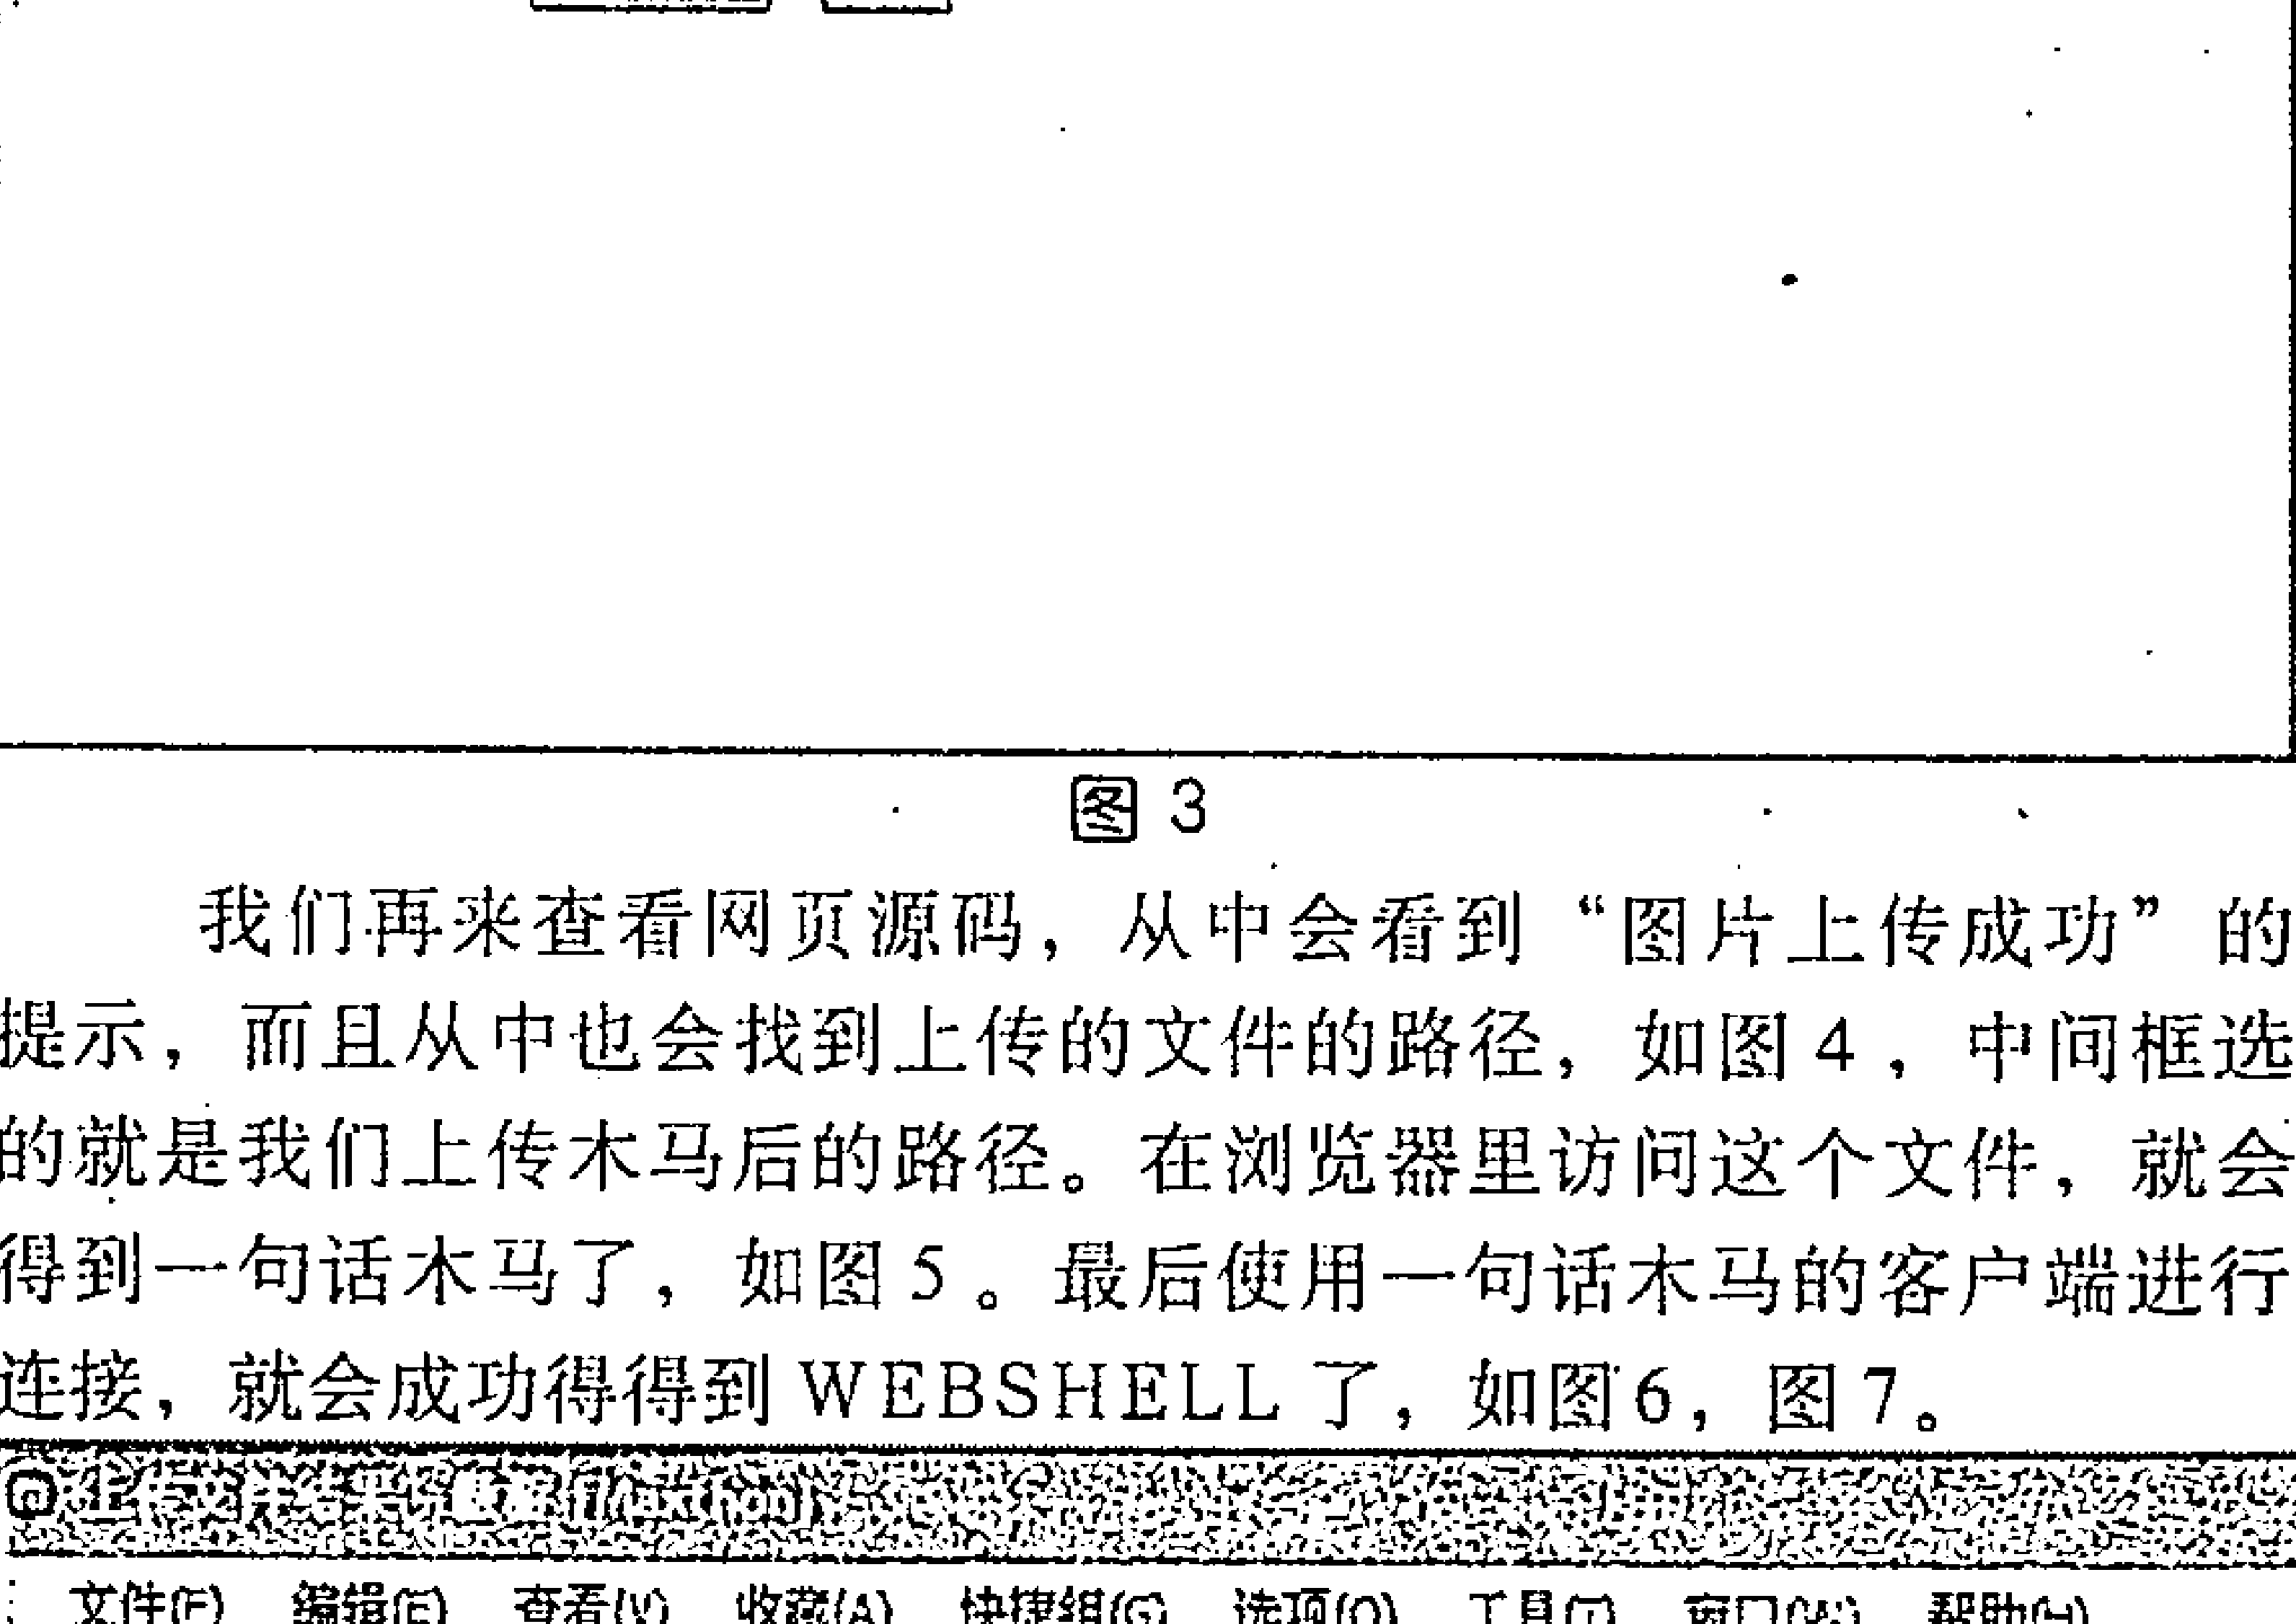 图 3
我们再来查看网页源码，从中会看到“图片上传成功”的
提示，而且从中也会找到上传的文件的路径，如图 4，中间框选
的就是我们上传木马后的路径。在浏览器里访问这个文件，就会
得到一句话木马了，如图 5。最后使用一句话木马的客户端进行
连接，就会成功得得到 WEBSHELL 了，如图 6，图 7。
上传文件结果
文件(F) 编辑(E) 查看(V) 收藏(A) 快捷组(G) 选项(O) 工具(T) 窗口(W) 帮助(H)